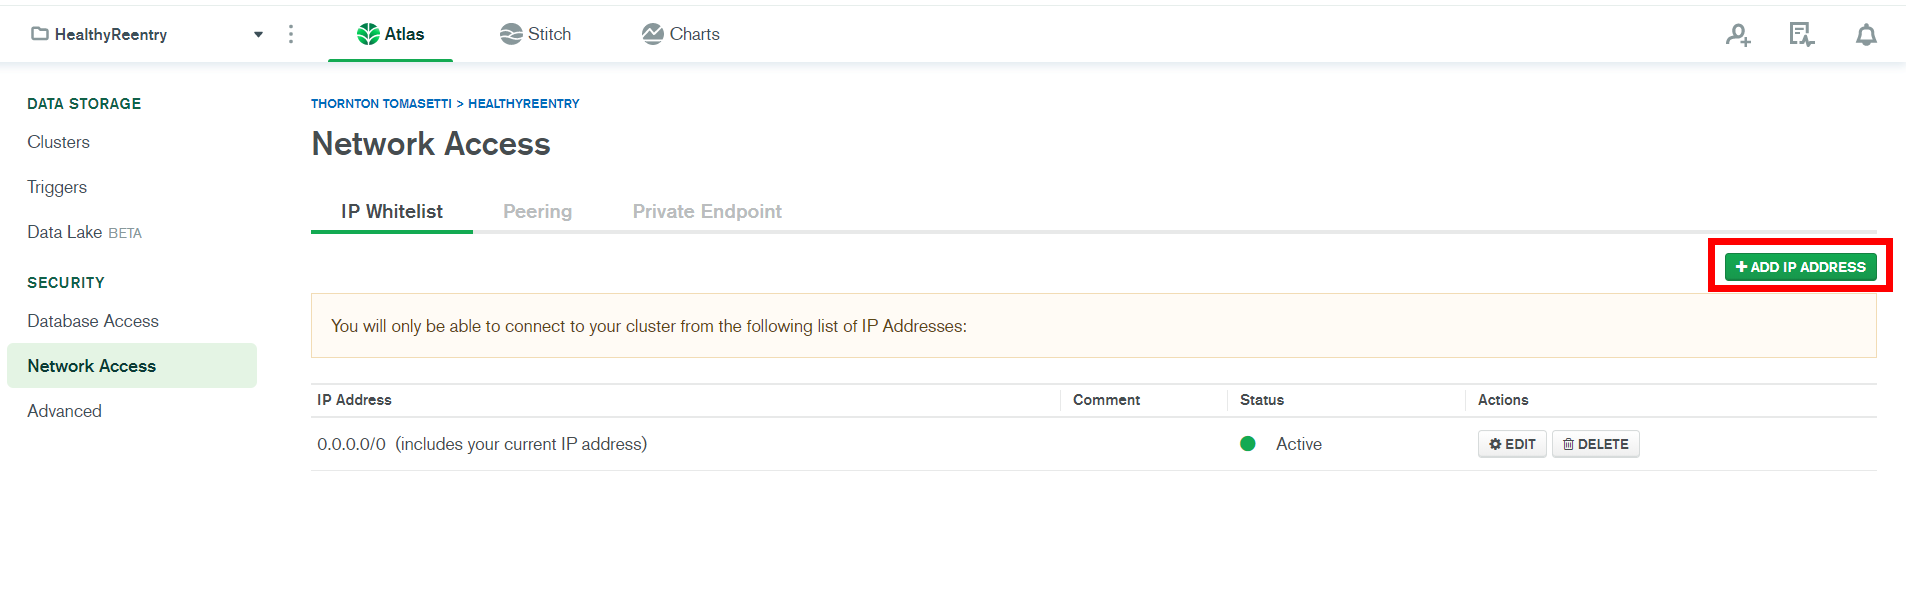 HealthyReentry
Atlas
Stitch
Charts
DATA STORAGE
Clusters
Triggers
Data Lake BETA
SECURITY
Database Access
Network Access
Advanced
THORNTON TOMASETTI > HEALTHYREENTRY
Network Access
IP Whitelist
Peering
Private Endpoint
+ ADD IP ADDRESS
You will only be able to connect to your cluster from the following list of IP Addresses:
IP Address Comment Status Actions
0.0.0.0/0 (includes your current IP address) Active EDIT DELETE